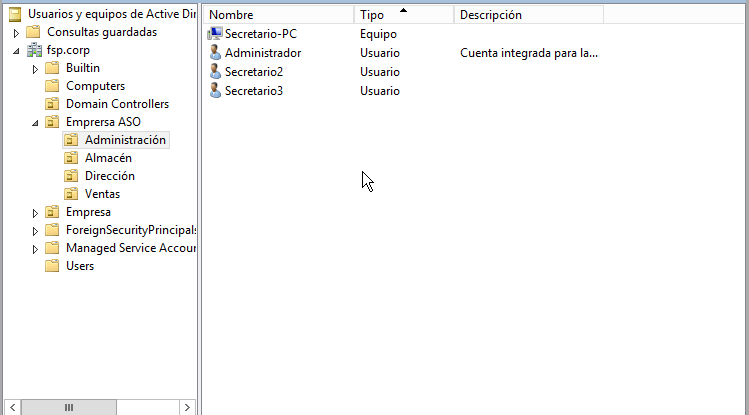 Usuarios y equipos de Active Dir
Consultas guardadas
fsp.corp
Builtin
Computers
Domain Controllers
Emprersa ASO
Administración
Almacén
Dirección
Ventas
Empresa
ForeignSecurityPrincipals
Managed Service Accour
Users
Nombre Tipo Descripción
Secretario-PC Equipo
Administrador Usuario Cuenta integrada para la...
Secretario2 Usuario
Secretario3 Usuario